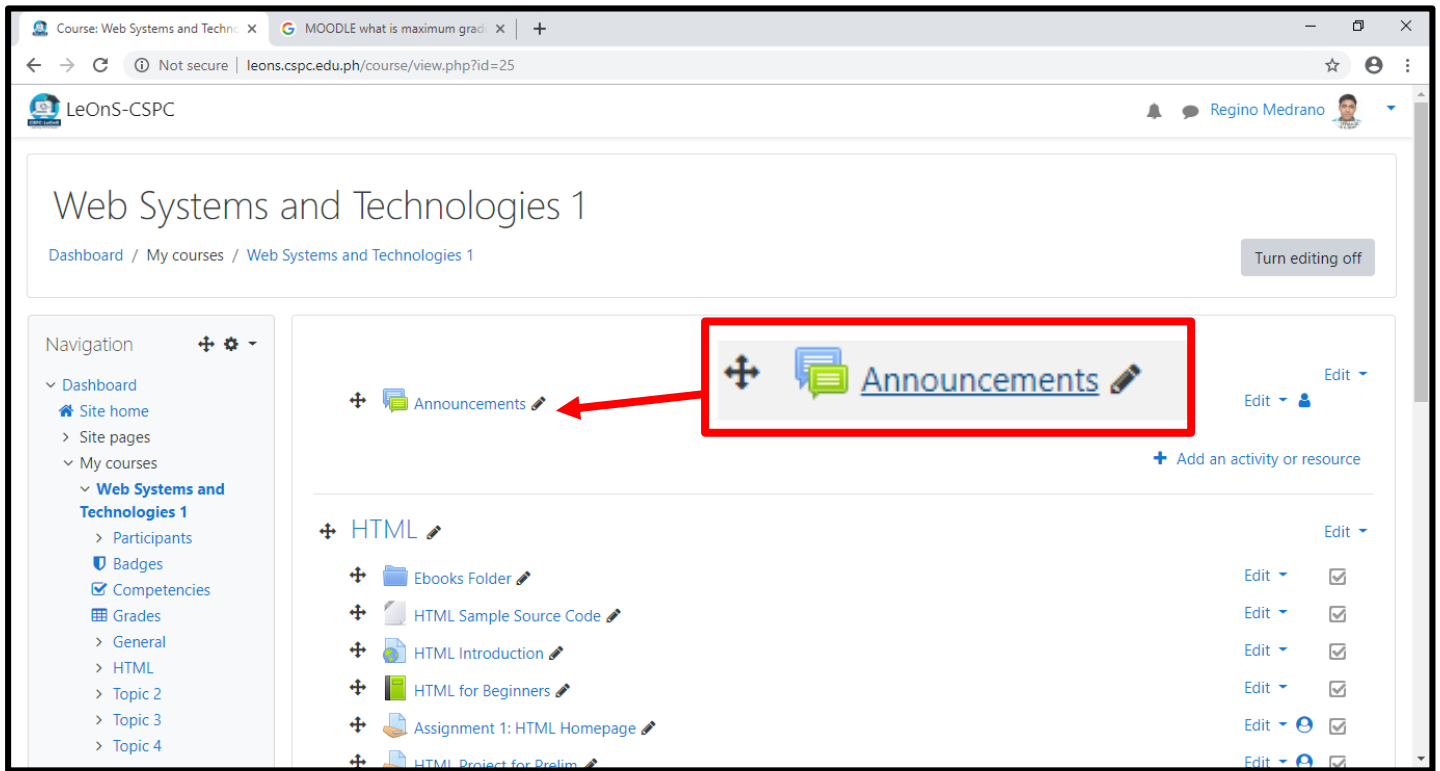 Course: Web Systems and Techno
MOODLE what is maximum grad
Not secure | leons.cspc.edu.ph/course/view.php?id=25
LeOnS-CSPC
Regino Medrano
Web Systems and Technologies 1
Dashboard / My courses / Web Systems and Technologies 1
Turn editing off
Navigation
Dashboard
Site home
Site pages
My courses
Web Systems and
Technologies 1
Participants
Badges
Competencies
Grades
General
HTML
Topic 2
Topic 3
Topic 4
Announcements
Announcements
Edit
Edit
Add an activity or resource
HTML Edit
Ebooks Folder Edit
HTML Sample Source Code Edit
HTML Introduction Edit
HTML for Beginners Edit
Assignment 1: HTML Homepage Edit
HTML Project for Prelim Edit